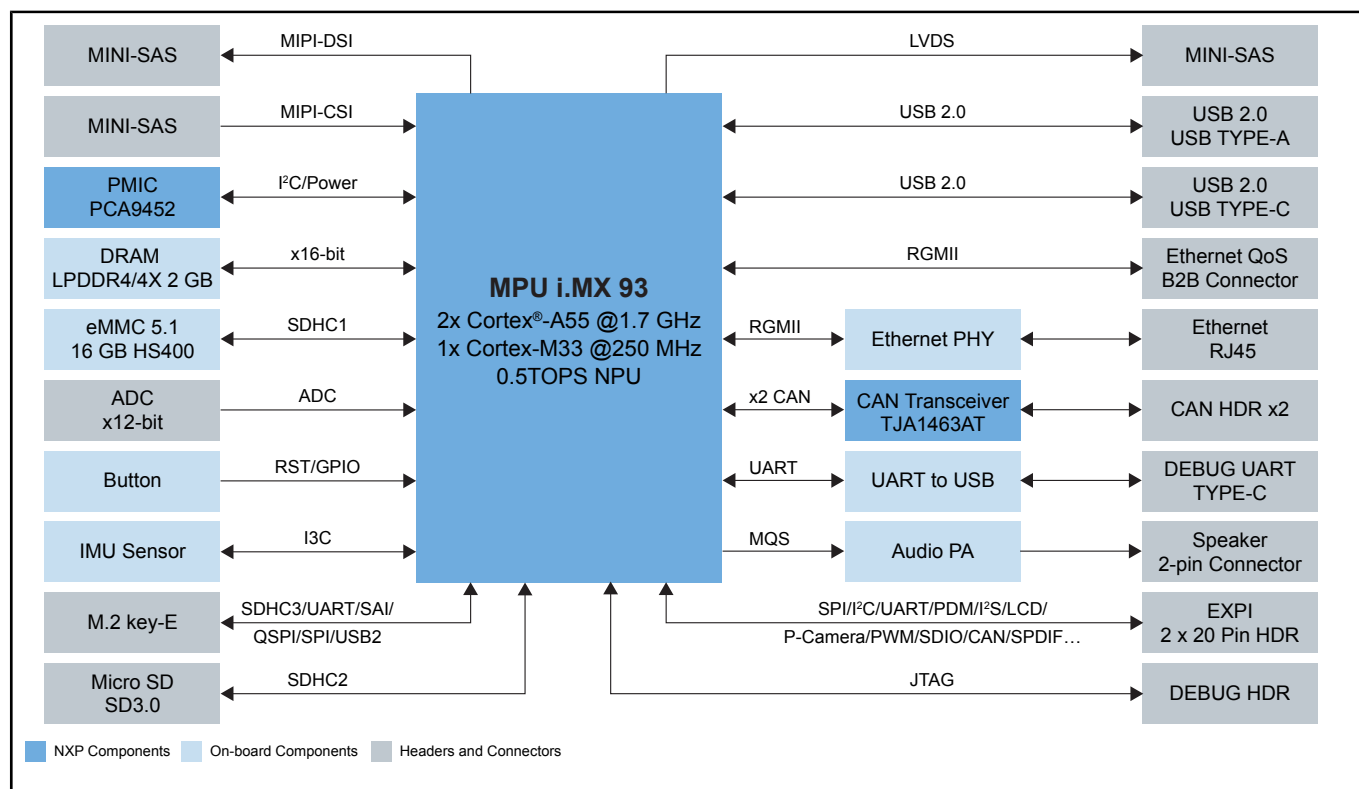 MINI-SAS
MIPI-DSI
LVDS
MINI-SAS
MINI-SAS
MIPI-CSI
USB 2.0
USB 2.0
USB TYPE-A
PMIC
PCA9452
I²C/Power
USB 2.0
USB 2.0
USB TYPE-C
DRAM
LPDDR4/4X 2 GB
x16-bit
RGMII
Ethernet QoS
B2B Connector
MPU i.MX 93
2x Cortex®-A55 @1.7 GHz
1x Cortex-M33 @250 MHz
0.5TOPS NPU
eMMC 5.1
16 GB HS400
SDHC1
RGMII
Ethernet PHY
Ethernet
RJ45
ADC
x12-bit
ADC
x2 CAN
CAN Transceiver
TJA1463AT
CAN HDR x2
Button
RST/GPIO
UART
UART to USB
DEBUG UART
TYPE-C
IMU Sensor
I3C
MQS
Audio PA
Speaker
2-pin Connector
M.2 key-E
SDHC3/UART/SAI/
QSPI/SPI/USB2
SPI/I²C/UART/PDM/I²S/LCD/
P-Camera/PWM/SDIO/CAN/SPDIF…
EXPI
2 x 20 Pin HDR
Micro SD
SD3.0
SDHC2
JTAG
DEBUG HDR
NXP Components
On-board Components
Headers and Connectors